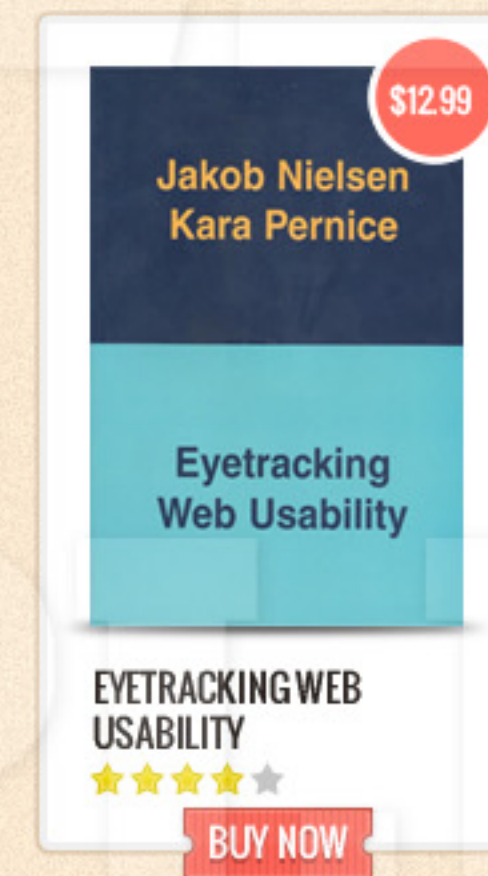 $12.99
Jakob Nielsen
Kara Pernice
Eyetracking
Web Usability
EYETRACKING WEB
USABILITY
BUY NOW